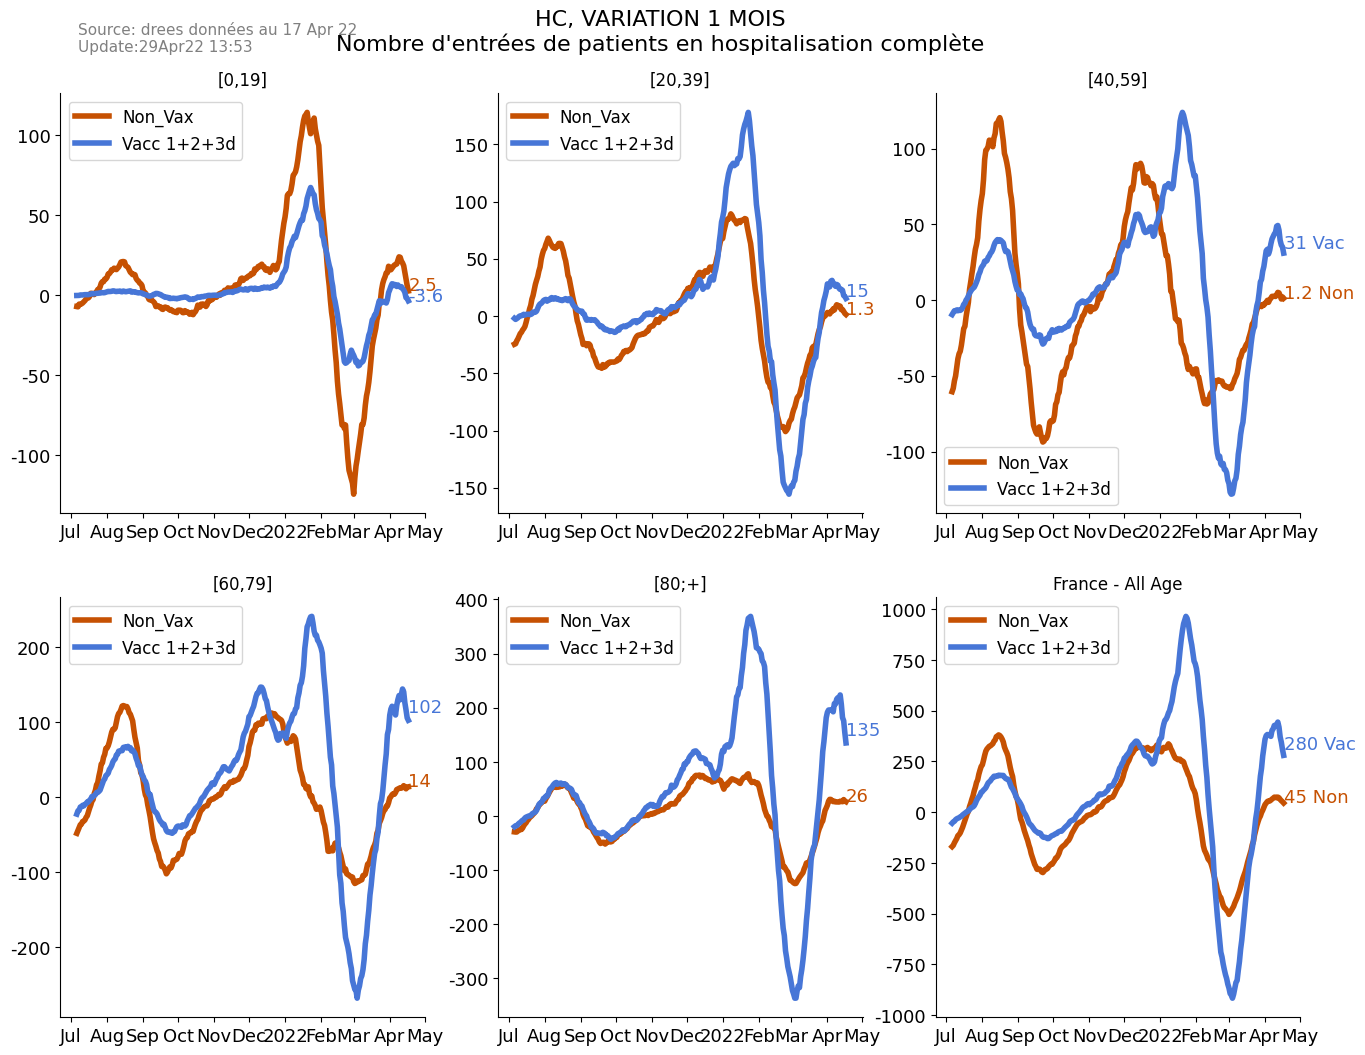 HC, VARIATION 1 MOIS
Source: drees données au 17 Apr 22
Nombre d'entrées de patients en hospitalisation complète
Update:29Apr22 13:53
[0,19]
Non_Vax
Vacc 1+2+3d
100
50
0
-50
-100
2.5
-3.6
Jul Aug Sep Oct Nov Dec 2022 Feb Mar Apr May
[20,39]
Non_Vax
Vacc 1+2+3d
150
100
50
0
-50
-100
-150
15
1.3
Jul Aug Sep Oct Nov Dec 2022 Feb Mar Apr May
[40,59]
100
50
0
-50
-100
31 Vac
1.2 Non
Non_Vax
Vacc 1+2+3d
Jul Aug Sep Oct Nov Dec 2022 Feb Mar Apr May
[60,79]
Non_Vax
Vacc 1+2+3d
200
100
0
-100
-200
102
14
Jul Aug Sep Oct Nov Dec 2022 Feb Mar Apr May
[80;+]
Non_Vax
Vacc 1+2+3d
400
300
200
100
0
-100
-200
-300
135
26
Jul Aug Sep Oct Nov Dec 2022 Feb Mar Apr May
France - All Age
Non_Vax
Vacc 1+2+3d
1000
750
500
250
0
-250
-500
-750
-1000
280 Vac
45 Non
Jul Aug Sep Oct Nov Dec 2022 Feb Mar Apr May